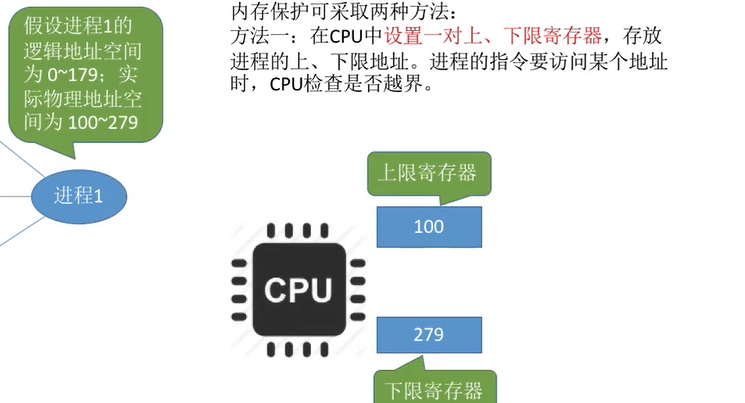 假设进程1的
逻辑地址空间
为 0~179；实
际物理地址空
间为 100~279
进程1
内存保护可采取两种方法：
方法一：在CPU中设置一对上、下限寄存器，存放
进程的上、下限地址。进程的指令要访问某个地址
时，CPU检查是否越界。
上限寄存器
100
CPU
279
下限寄存器